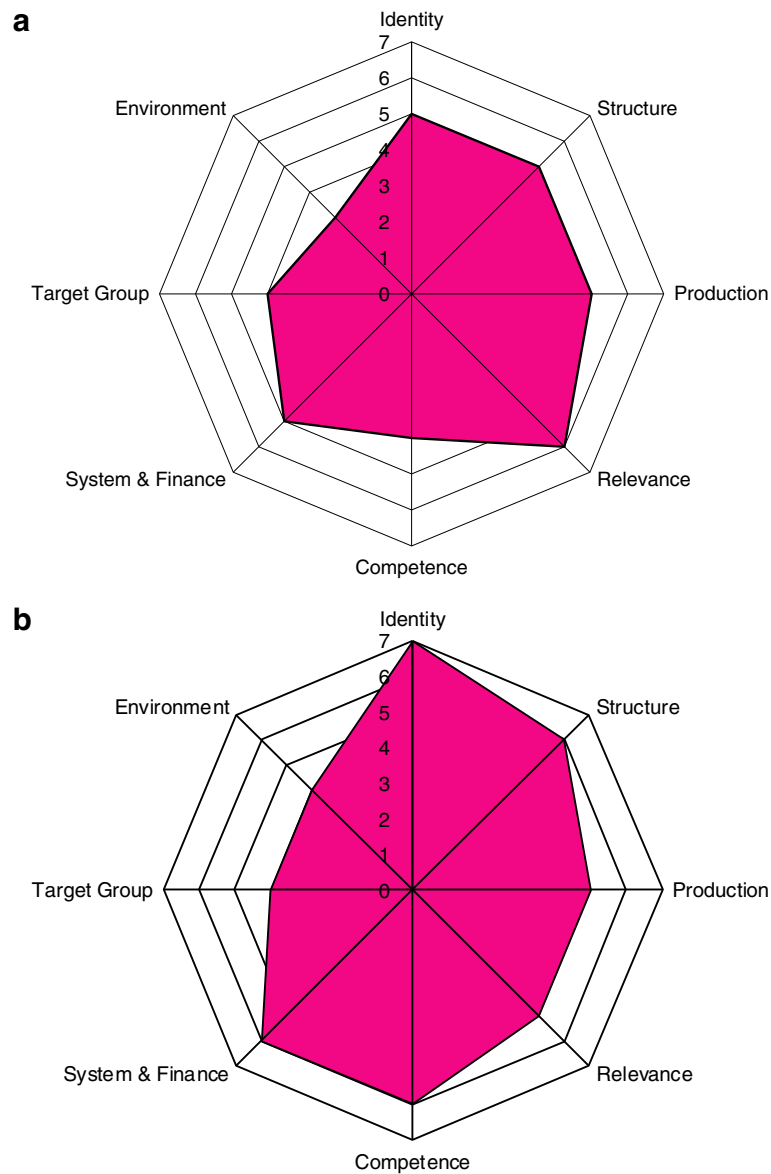 a
Identity
7
6
Environment
Structure
5
4
3
2
1
Target Group
0
Production
System & Finance
Relevance
Competence
b
Identity
7
6
Environment
Structure
5
4
3
2
1
Target Group
0
Production
System & Finance
Relevance
Competence